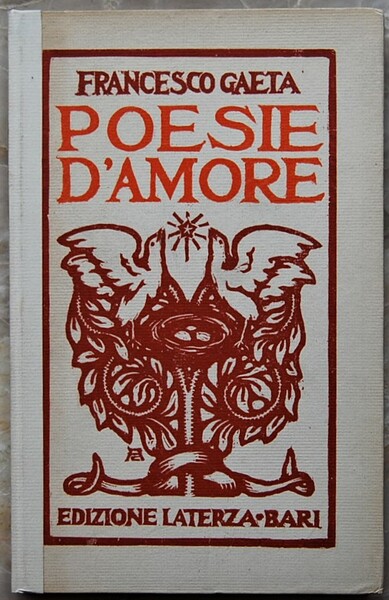 FRANCESCO GAETA
POESIE
D'AMORE
EDIZIONE LATERZA•BARI